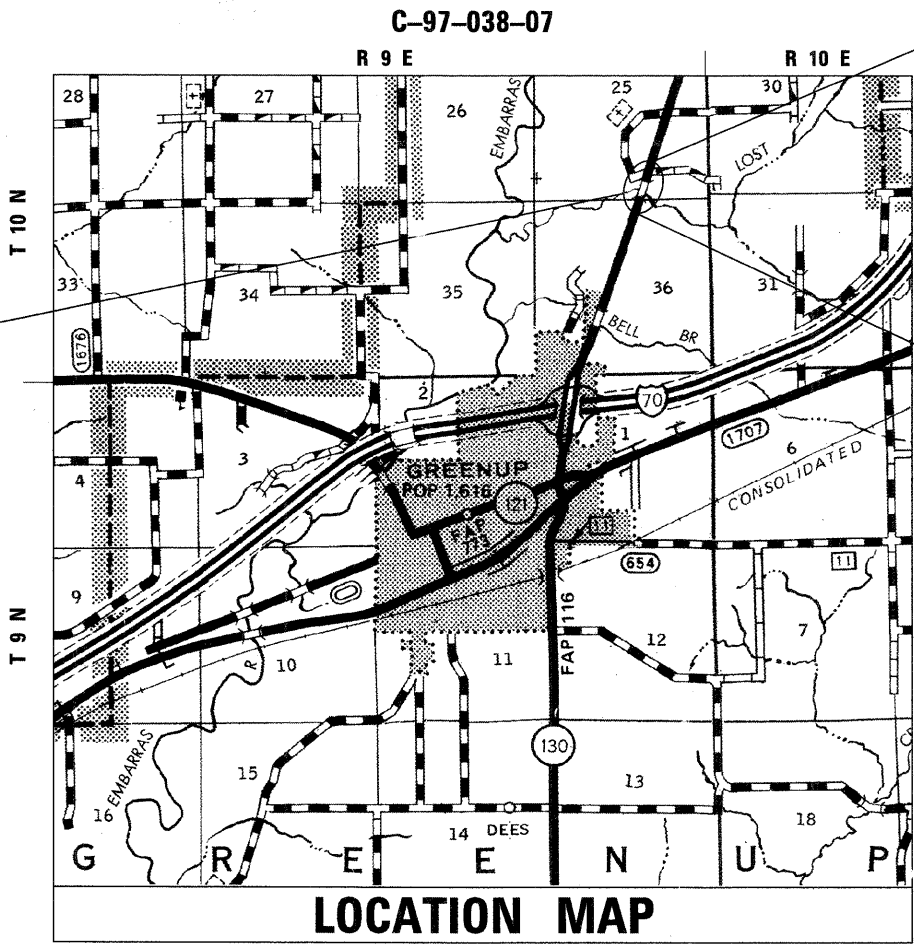 C–97–038–07
R 9 E
R 10 E
28
27
26
25
30
EMBARRAS
LOST
T 10 N
33
34
35
36
31
BELL BR
1676
2
70
1
1707
6
3
4
GREENUP
POP. 1,616
121
CONSOLIDATED
FAP
713
11
654
11
9
T 9 N
FAP 116
12
7
10
R
11
130
EMBARRAS
15
13
16
14
DEES
18
G R E E N U P
LOCATION MAP